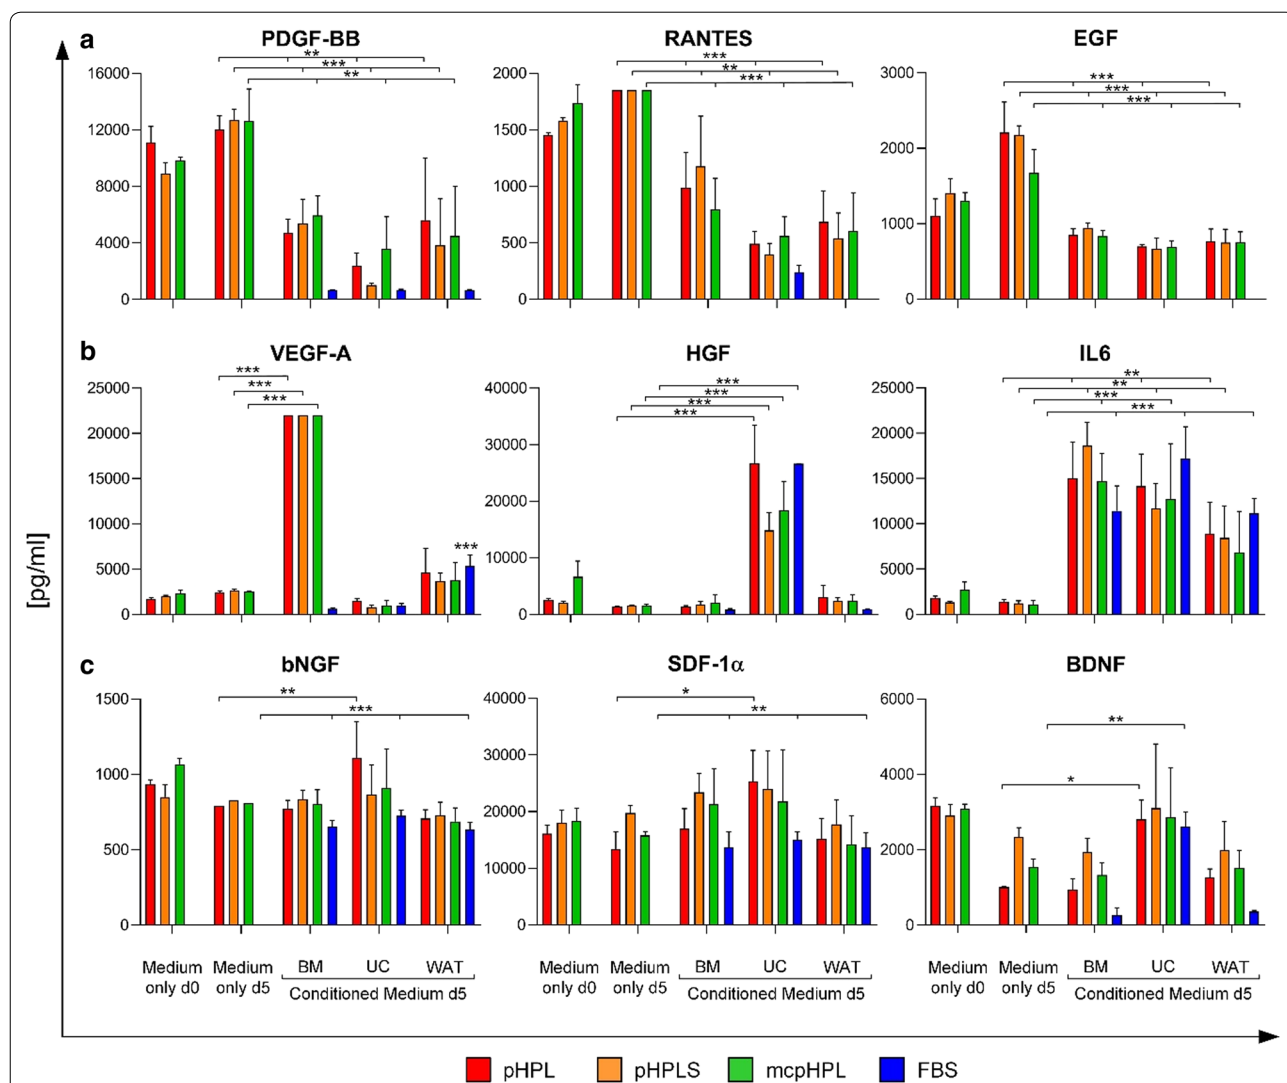 a
PDGF-BB
RANTES
EGF
16000
12000
8000
4000
0
**
***
**
2000
1500
1000
500
0
***
**
***
3000
2000
1000
0
***
***
***
b
VEGF-A
HGF
IL6
25000
20000
15000
10000
5000
0
***
***
***
***
40000
30000
20000
10000
0
***
***
***
***
25000
20000
15000
10000
5000
0
**
**
***
***
[pg/ml]
c
bNGF
SDF-1α
BDNF
1500
1000
500
0
**
***
40000
30000
20000
10000
0
*
**
6000
4000
2000
0
**
*
Medium only d0
Medium only d5
BM UC WAT
Conditioned Medium d5
Medium only d0
Medium only d5
BM UC WAT
Conditioned Medium d5
Medium only d0
Medium only d5
BM UC WAT
Conditioned Medium d5
pHPL pHPLS mcpHPL FBS